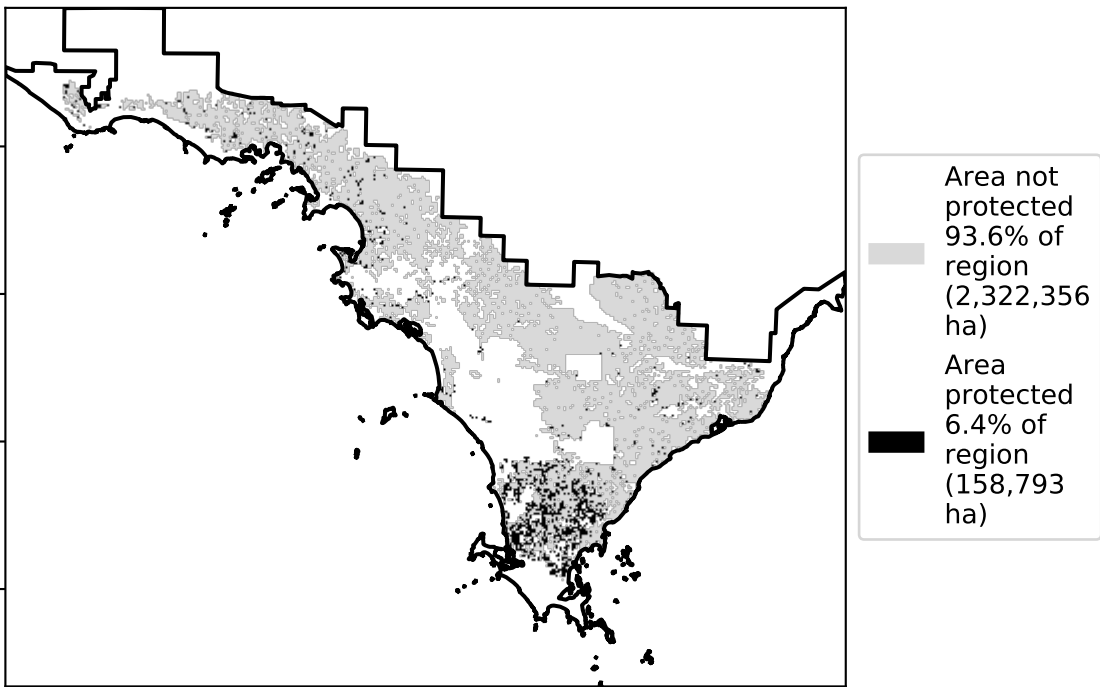 Area not
protected
93.6% of
region
(2,322,356
ha)
Area
protected
6.4% of
region
(158,793
ha)